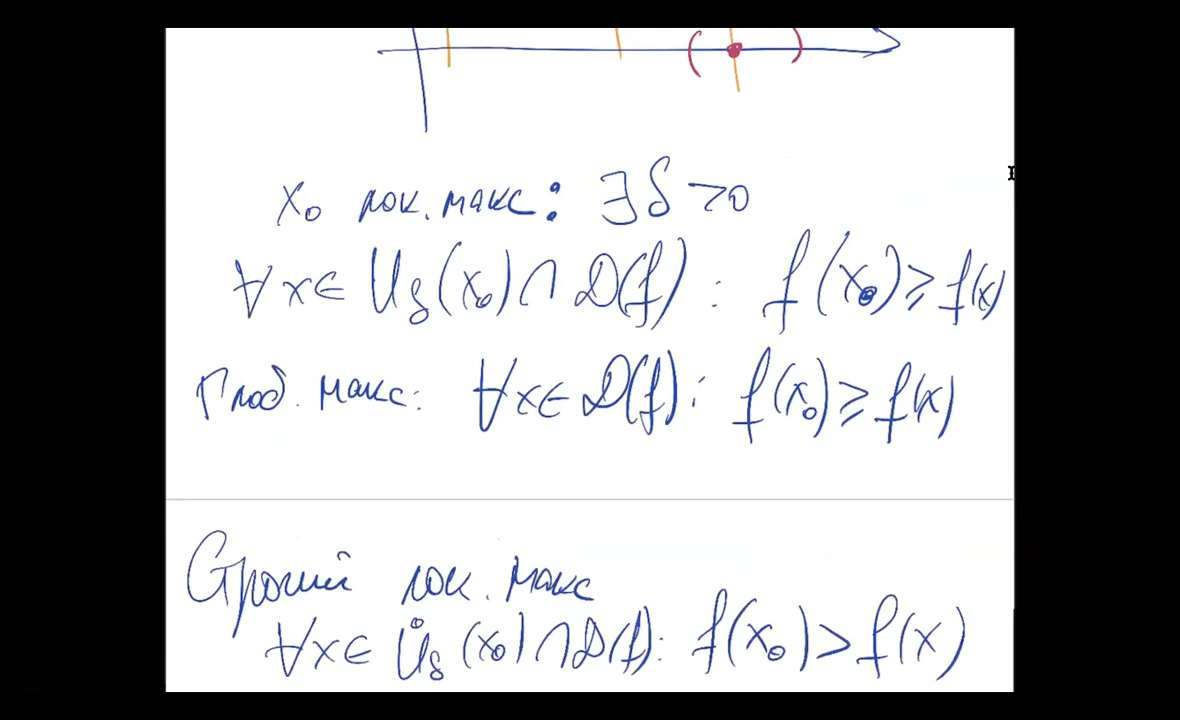 x₀ лок. макс: ∃ δ > 0
∀x ∈ U_δ(x₀) ∩ D(f) : f(x₀) ⩾ f(x)
Глоб. макс: ∀x ∈ D(f) : f(x₀) ⩾ f(x)
Строгий лок. макс
∀x ∈ Ů_δ(x₀) ∩ D(f) : f(x₀) > f(x)